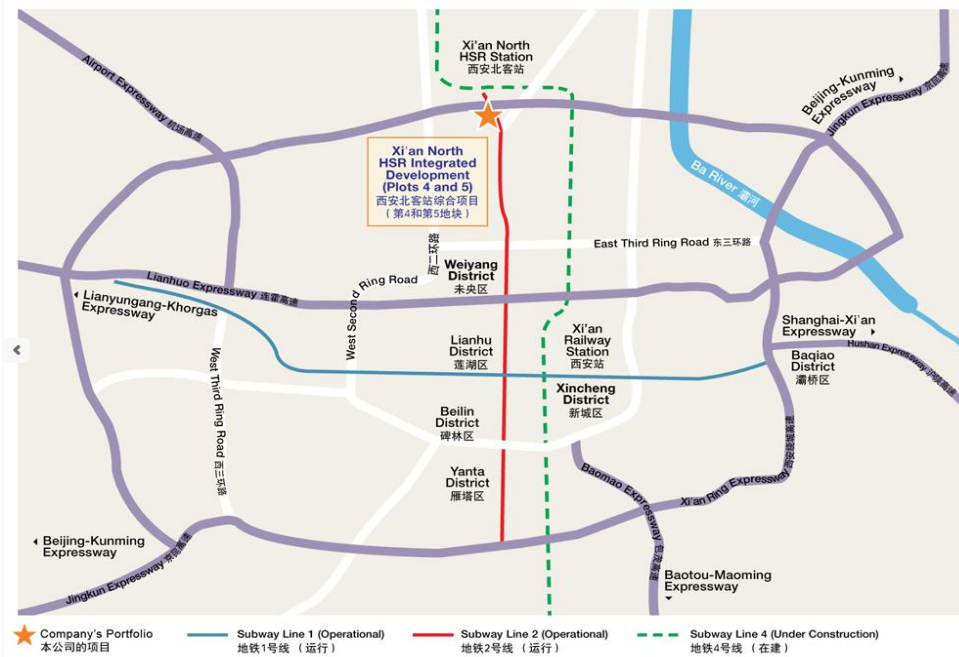 Xi'an North
HSR Station
西安北客站
Airport Expressway 机场高速
Beijing-Kunming
Expressway
Jingkun Expressway 京昆高速
Xi'an North
HSR Integrated
Development
(Plots 4 and 5)
西安北客站综合项目
（第4和第5地块）
Ba River 灞河
East Third Ring Road 东三环路
西二环路
West Second Ring Road
Weiyang
District
未央区
Lianhuo Expressway 连霍高速
Lianyungang-Khorgas
Expressway
Lianhu
District
莲湖区
Xi'an
Railway
Station
西安站
Shanghai-Xi'an
Expressway
Hushan Expressaway 沪陕高速
Baqiao
District
灞桥区
West Third Ring Road 西三环路
Xincheng
District
新城区
Beilin
District
碑林区
Yanta
District
雁塔区
Baomao Expressway 包茂高速
Xi'an Ring Expressway 西安绕城高速
Beijing-Kunming
Expressway
Jingkun Expressway 京昆高速
Baotou-Maoming
Expressway
Company's Portfolio
本公司的项目
Subway Line 1 (Operational)
地铁1号线 （运行）
Subway Line 2 (Operational)
地铁2号线 （运行）
Subway Line 4 (Under Construction)
地铁4号线 （在建）